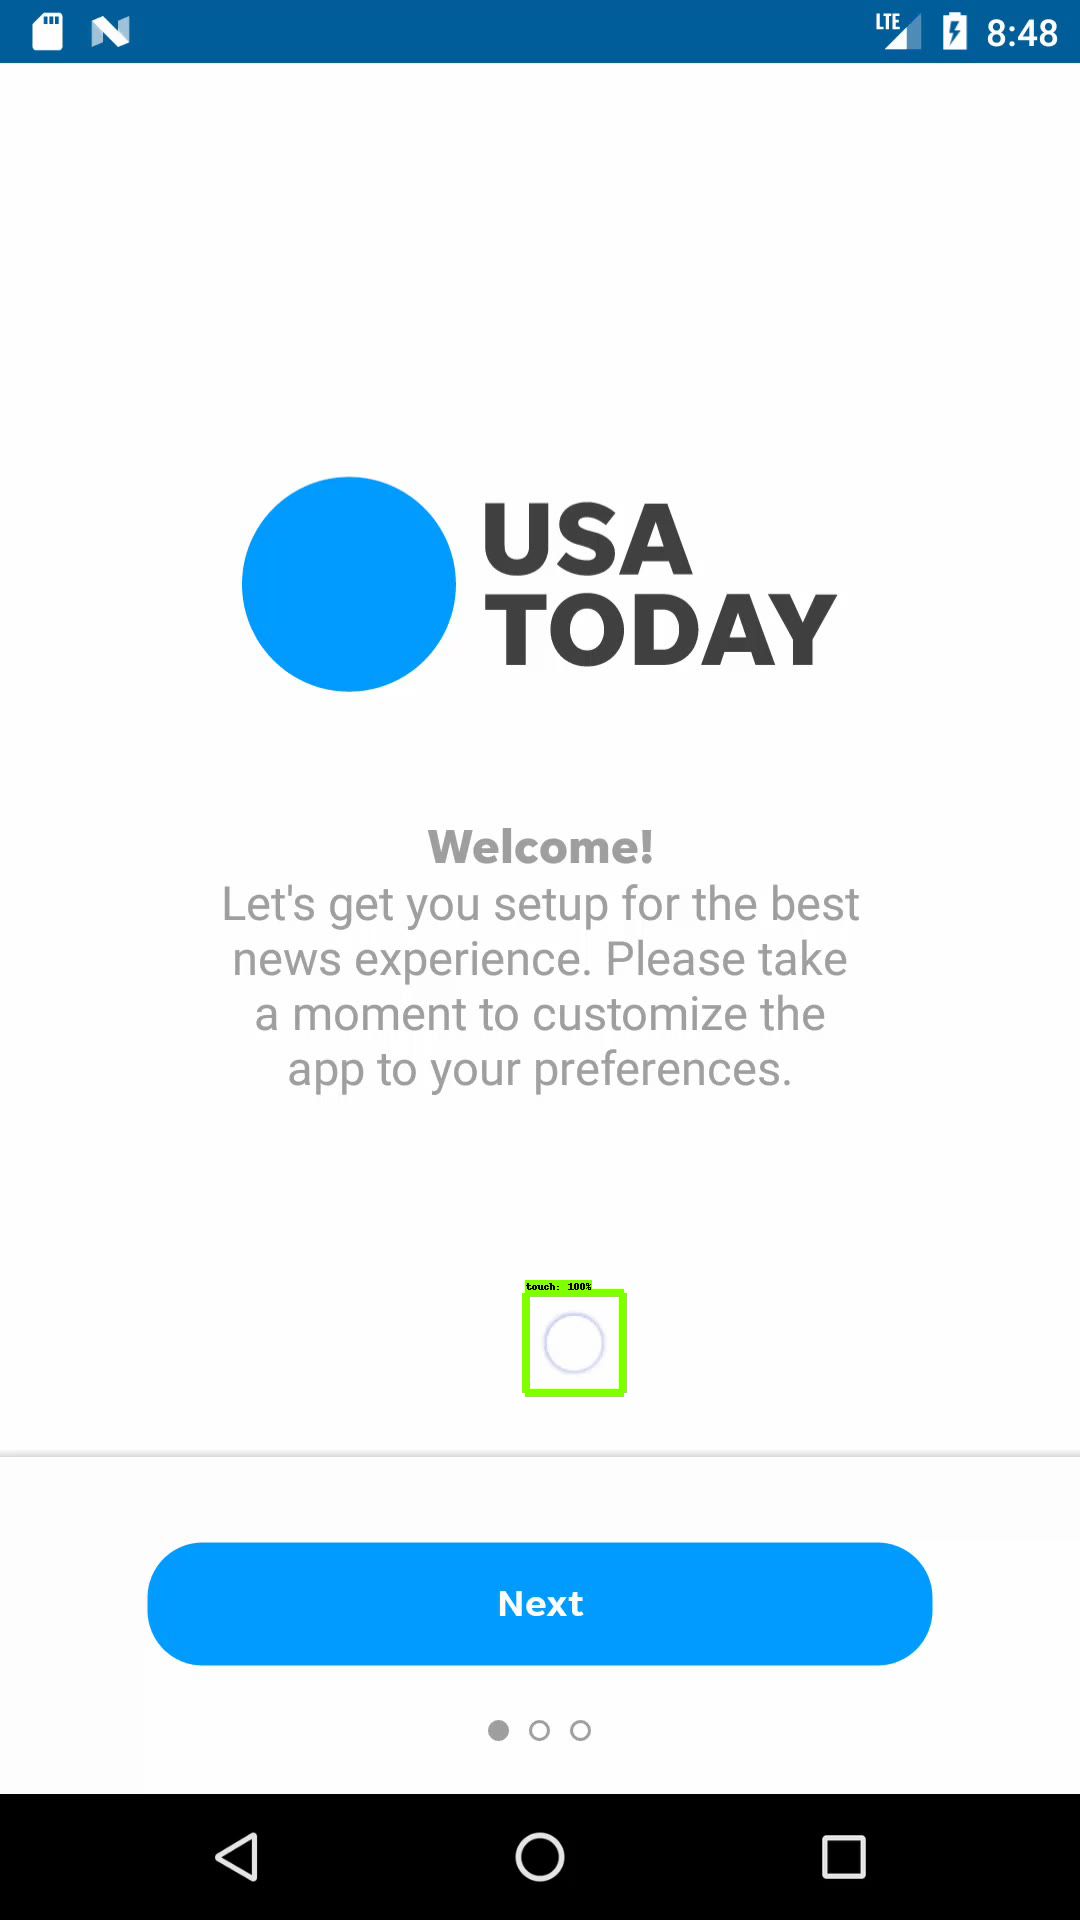 LTE 8:48
USA
TODAY
Welcome!
Let's get you setup for the best
news experience. Please take
a moment to customize the
app to your preferences.
touch: 100%
Next